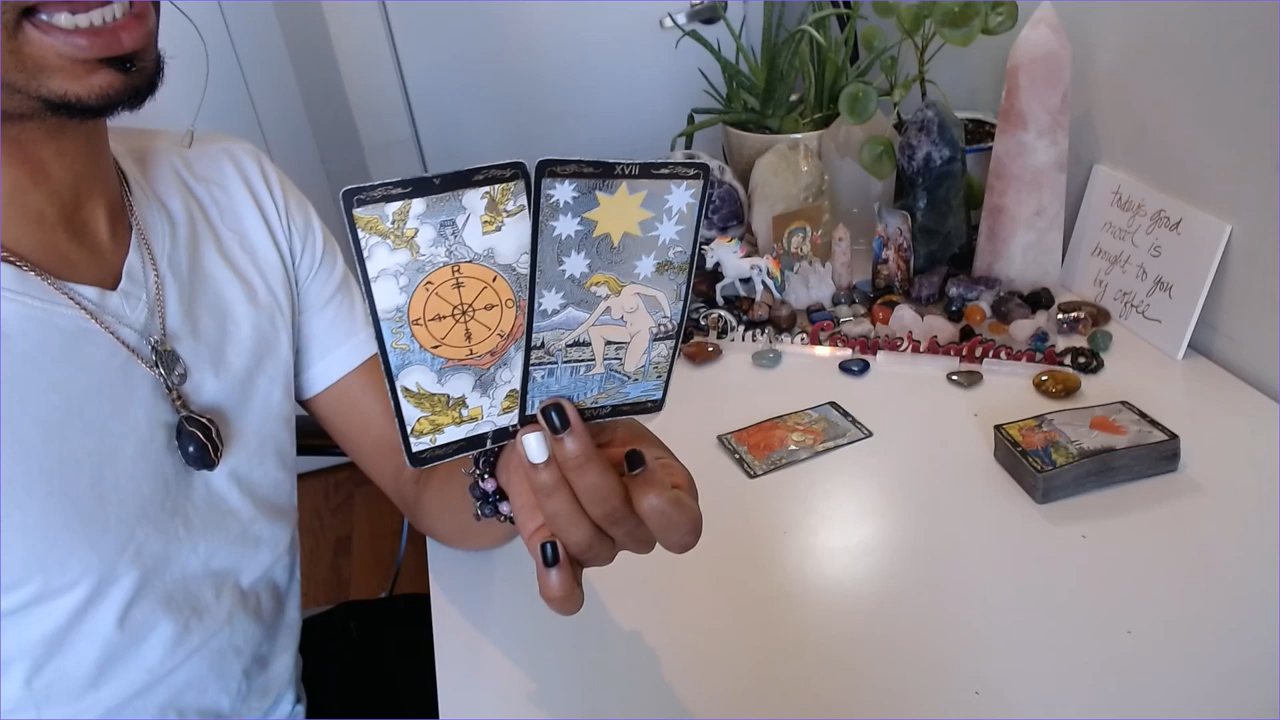 XVII
XVII
R
O
T
A
today's good
mood is
brought to you
by coffee
Divine Conversations